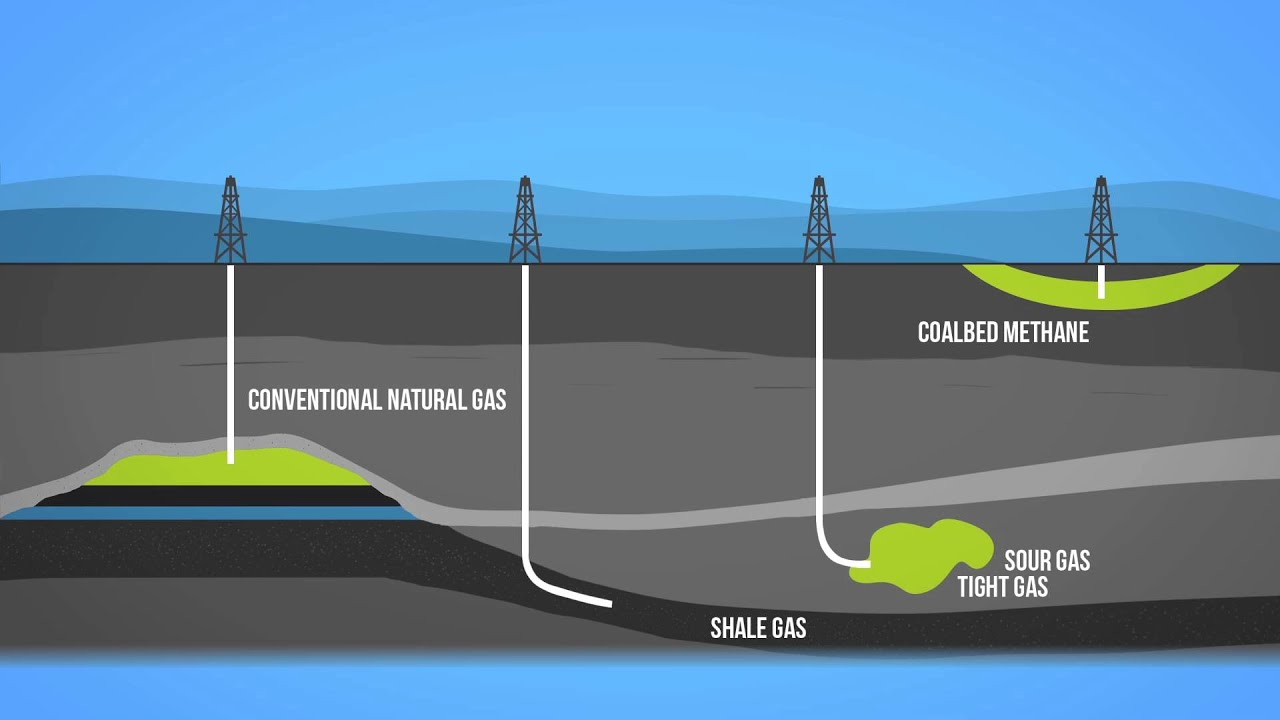 COALBED METHANE
CONVENTIONAL NATURAL GAS
SOUR GAS
TIGHT GAS
SHALE GAS